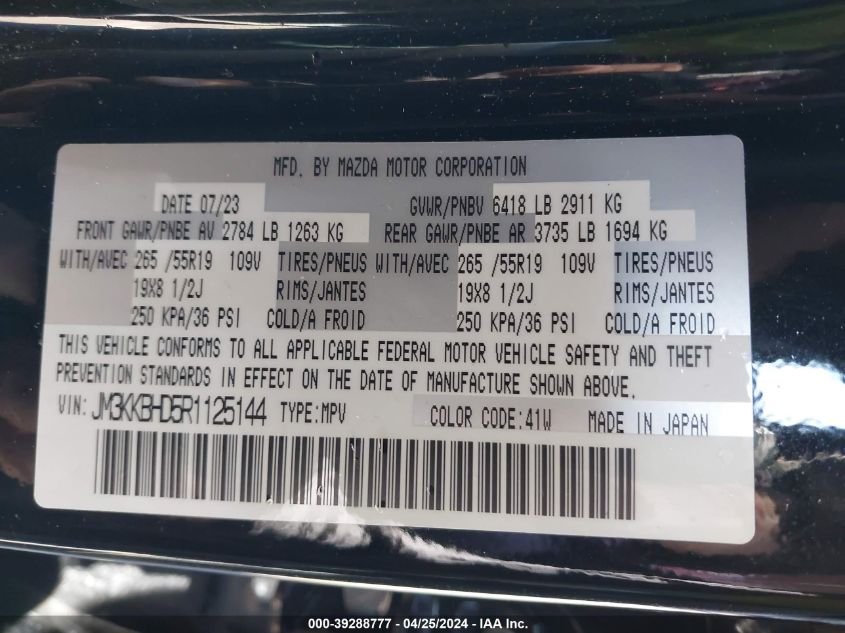 MFD. BY MAZDA MOTOR CORPORATION
DATE 07/23 GVWR/PNBV 6418 LB 2911 KG
FRONT GAWR/PNBE AV 2784 LB 1263 KG REAR GAWR/PNBE AR 3735 LB 1694 KG
WITH/AVEC 265 /55R19 109V TIRES/PNEUS WITH/AVEC 265 /55R19 109V TIRES/PNEUS
19X8 1/2J RIMS/JANTES 19X8 1/2J RIMS/JANTES
250 KPA/36 PSI COLD/A FROID 250 KPA/36 PSI COLD/A FROID
THIS VEHICLE CONFORMS TO ALL APPLICABLE FEDERAL MOTOR VEHICLE SAFETY AND THEFT
PREVENTION STANDARDS IN EFFECT ON THE DATE OF MANUFACTURE SHOWN ABOVE.
VIN: JM3KKBHD5R1125144 TYPE:MPV COLOR CODE:41W MADE IN JAPAN
000-39288777 - 04/25/2024 - IAA Inc.